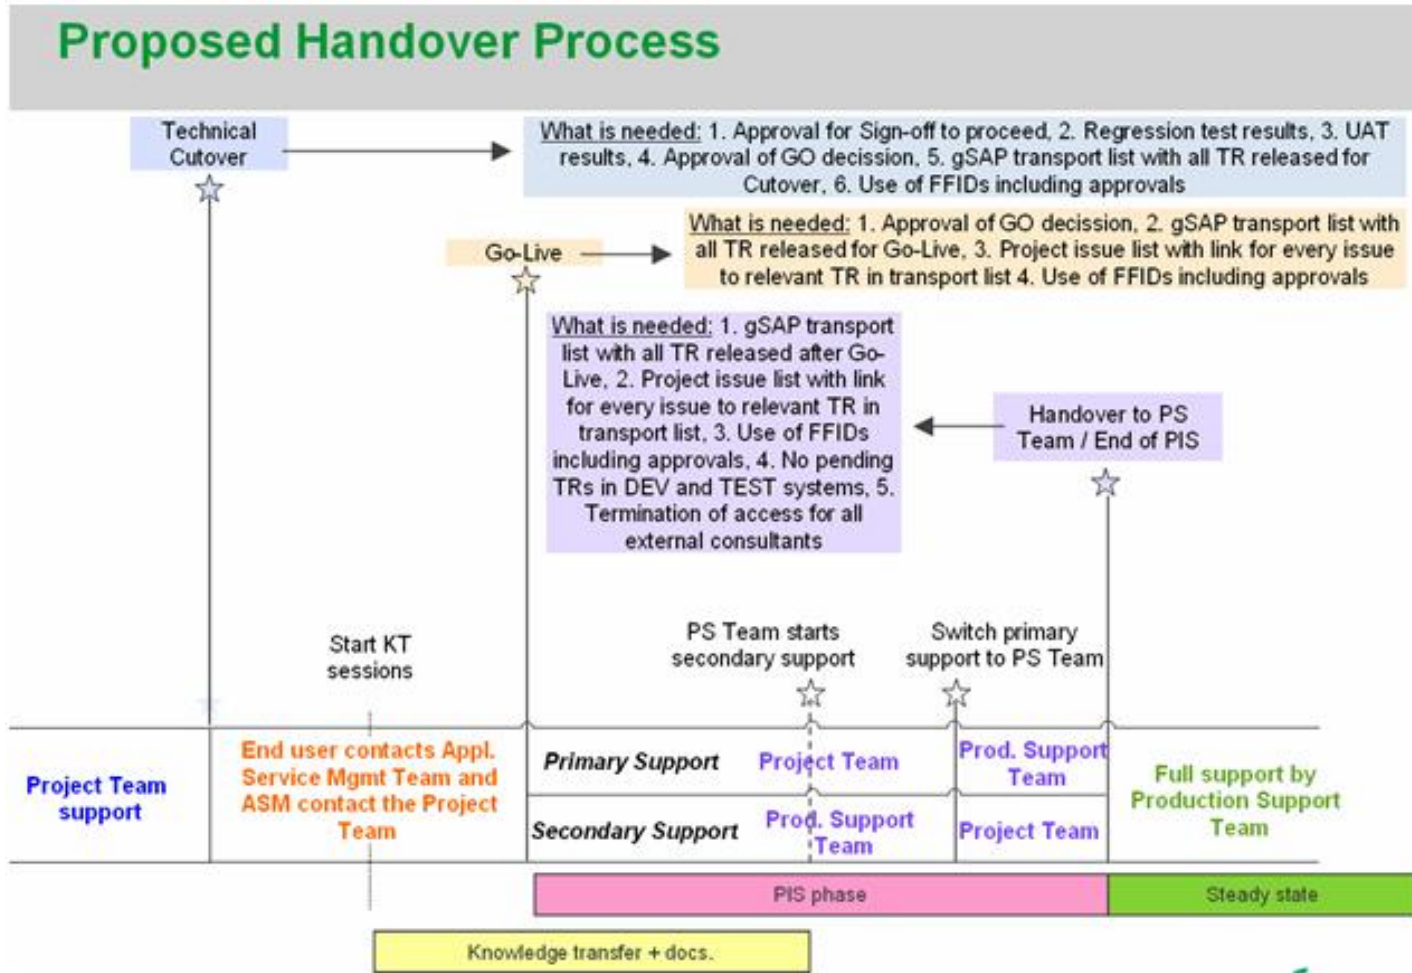 Proposed Handover Process
Technical
Cutover
What is needed: 1. Approval for Sign-off to proceed, 2. Regression test results, 3. UAT
results, 4. Approval of GO decission, 5. gSAP transport list with all TR released for
Cutover, 6. Use of FFIDs including approvals
Go-Live
What is needed: 1. Approval of GO decission, 2. gSAP transport list with
all TR released for Go-Live, 3. Project issue list with link for every issue
to relevant TR in transport list 4. Use of FFIDs including approvals
What is needed: 1. gSAP transport
list with all TR released after Go-
Live, 2. Project issue list with link
for every issue to relevant TR in
transport list, 3. Use of FFIDs
including approvals, 4. No pending
TRs in DEV and TEST systems, 5.
Termination of access for all
external consultants
Handover to PS
Team / End of PIS
Start KT
sessions
PS Team starts
secondary support
Switch primary
support to PS Team
Project Team
support
End user contacts Appl.
Service Mgmt Team and
ASM contact the Project
Team
Primary Support
Project Team
Prod. Support
Team
Secondary Support
Prod. Support
Team
Project Team
Full support by
Production Support
Team
PIS phase
Steady state
Knowledge transfer + docs.